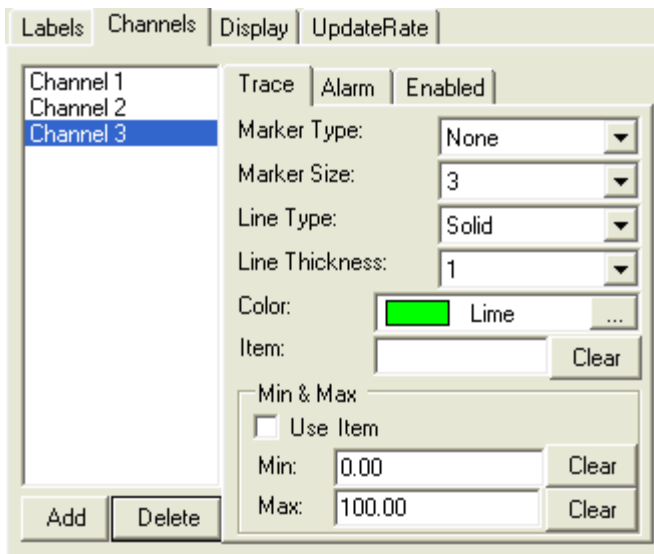 Labels Channels Display UpdateRate
Channel 1
Channel 2
Channel 3
Add Delete
Trace Alarm Enabled
Marker Type: None
Marker Size: 3
Line Type: Solid
Line Thickness: 1
Color: Lime ...
Item: Clear
Min & Max
Use Item
Min: 0.00 Clear
Max: 100.00 Clear